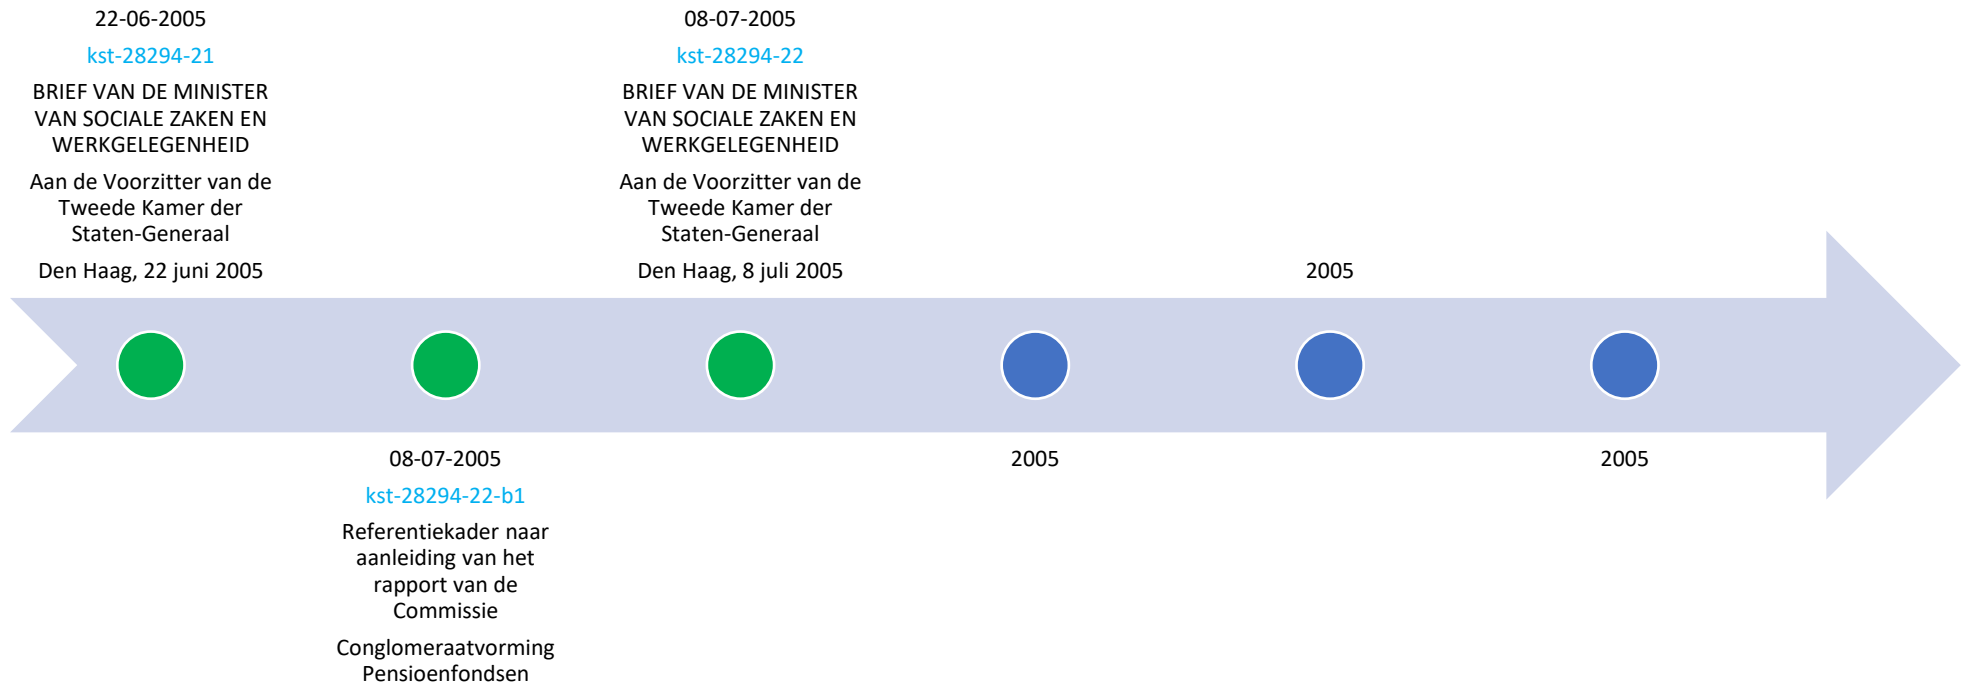 22-06-2005
kst-28294-21
BRIEF VAN DE MINISTER
VAN SOCIALE ZAKEN EN
WERKGELEGENHEID
Aan de Voorzitter van de
Tweede Kamer der
Staten-Generaal
Den Haag, 22 juni 2005
08-07-2005
kst-28294-22-b1
Referentiekader naar
aanleiding van het
rapport van de
Commissie
Conglomeraatvorming
Pensioenfondsen
08-07-2005
kst-28294-22
BRIEF VAN DE MINISTER
VAN SOCIALE ZAKEN EN
WERKGELEGENHEID
Aan de Voorzitter van de
Tweede Kamer der
Staten-Generaal
Den Haag, 8 juli 2005
2005
2005
2005